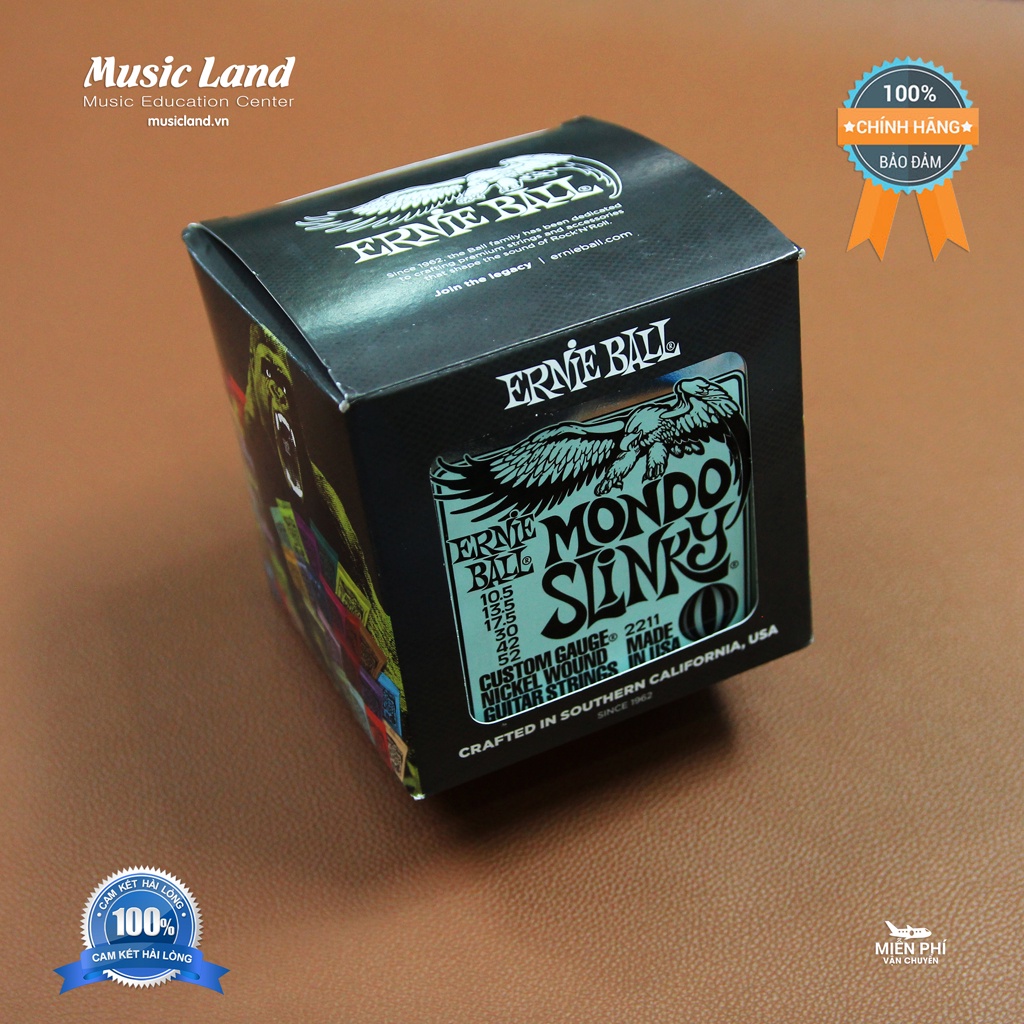 Music Land
Music Education Center
musicland.vn
100%
CHÍNH HÃNG
BẢO ĐẢM
ERNIE BALL®
Since 1962, the Ball family has been dedicated
to crafting premium strings and accessories
that shape the sound of Rock'N'Roll.
Join the legacy | ernieball.com
ERNIE BALL®
ERNIE
BALL®
MONDO
SLINKY®
10.5
13.5
17.5
30
42
52
CUSTOM GAUGE®
NICKEL WOUND
GUITAR STRINGS
2211
MADE
IN USA
CRAFTED IN SOUTHERN CALIFORNIA, USA
SINCE 1962
CAM KẾT HÀI LÒNG
100%
CAM KẾT HÀI LÒNG
MIỄN PHÍ
VẬN CHUYỂN